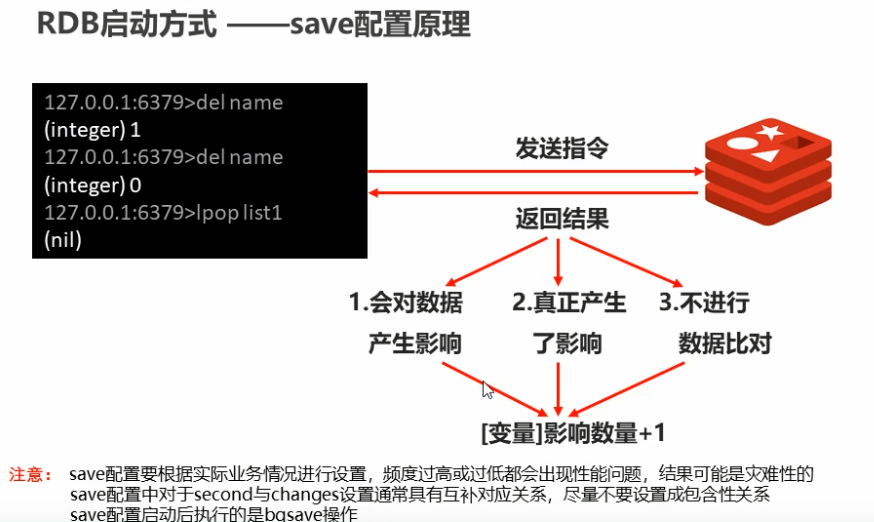 RDB启动方式 ——save配置原理
127.0.0.1:6379>del name
(integer) 1
127.0.0.1:6379>del name
(integer) 0
127.0.0.1:6379>lpop list1
(nil)
发送指令
返回结果
1.会对数据
产生影响
2.真正产生
了影响
3.不进行
数据比对
[变量]影响数量+1
注意： save配置要根据实际业务情况进行设置，频度过高或过低都会出现性能问题，结果可能是灾难性的
save配置中对于second与changes设置通常具有互补对应关系，尽量不要设置成包含性关系
save配置启动后执行的是bgsave操作